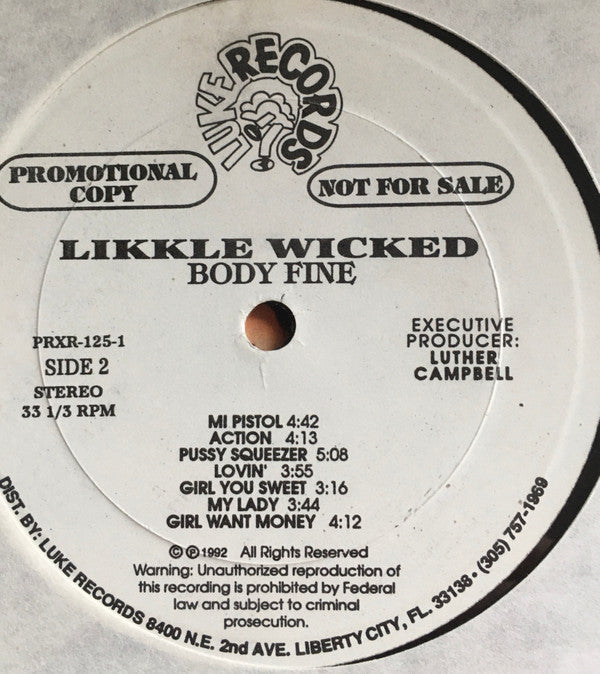 LUKE RECORDS
PROMOTIONAL
COPY
NOT FOR SALE
LIKKLE WICKED
BODY FINE
PRXR-125-1
SIDE 2
STEREO
33 1/3 RPM
EXECUTIVE
PRODUCER:
LUTHER
CAMPBELL
MI PISTOL 4:42
ACTION 4:13
PUSSY SQUEEZER 5:08
LOVIN' 3:55
GIRL YOU SWEET 3:16
MY LADY 3:44
GIRL WANT MONEY 4:12
© ℗ 1992 All Rights Reserved
Warning: Unauthorized reproduction of
this recording is prohibited by Federal
law and subject to criminal
prosecution.
DIST. BY: LUKE RECORDS 8400 N.E. 2nd AVE. LIBERTY CITY, FL. 33138 • (305) 757-1969